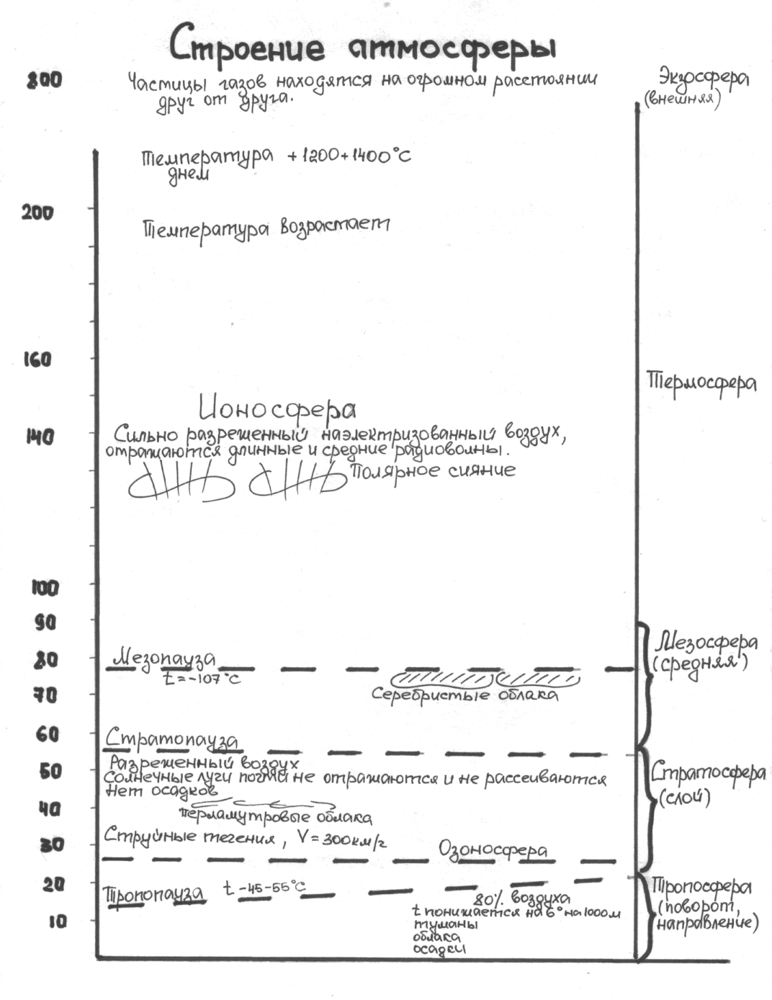 Строение атмосферы
800
Частицы газов находятся на огромном расстоянии
друг от друга.
Экзосфера
(внешняя)
Температура +1200+1400°С
днем
200
Температура возрастает
160
Термосфера
Ионосфера
140
Сильно разреженный наэлектризованный воздух,
отражаются длинные и средние радиоволны.
Полярное сияние
100
90
Мезосфера
(средняя)
80
Мезопауза
t=-107°С
70
Серебристые облака
60
Стратопауза
50
Разреженный воздух
солнечные лучи почти не отражаются и не рассеиваются
нет осадков
Стратосфера
(слой)
40
Перламутровые облака
30
Струйные течения, V=300км/г
Озоносфера
20
Тропопауза t -45-55°С
Тропосфера
(поворот,
направление)
80% воздуха
t понижается на 6° на 1000м
туманы
облака
осадки
10